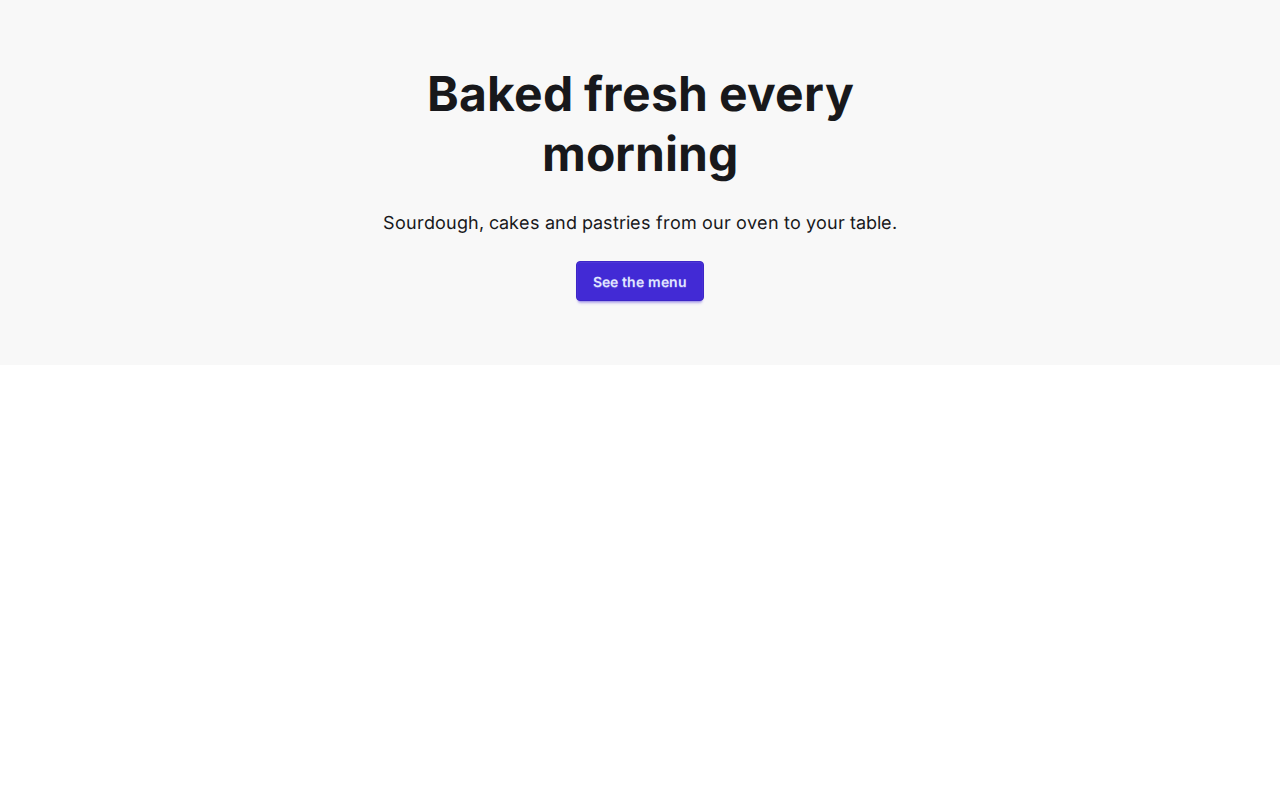 Baked fresh every
morning
Sourdough, cakes and pastries from our oven to your table.
See the menu